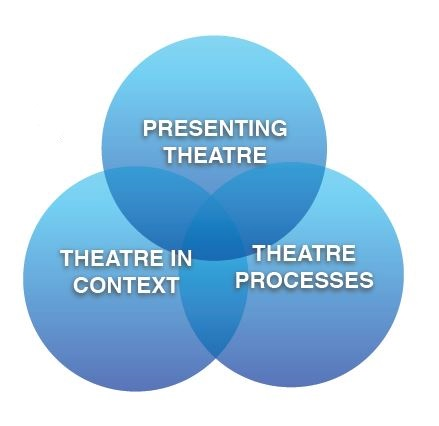 PRESENTING
THEATRE
THEATRE IN
CONTEXT
THEATRE
PROCESSES